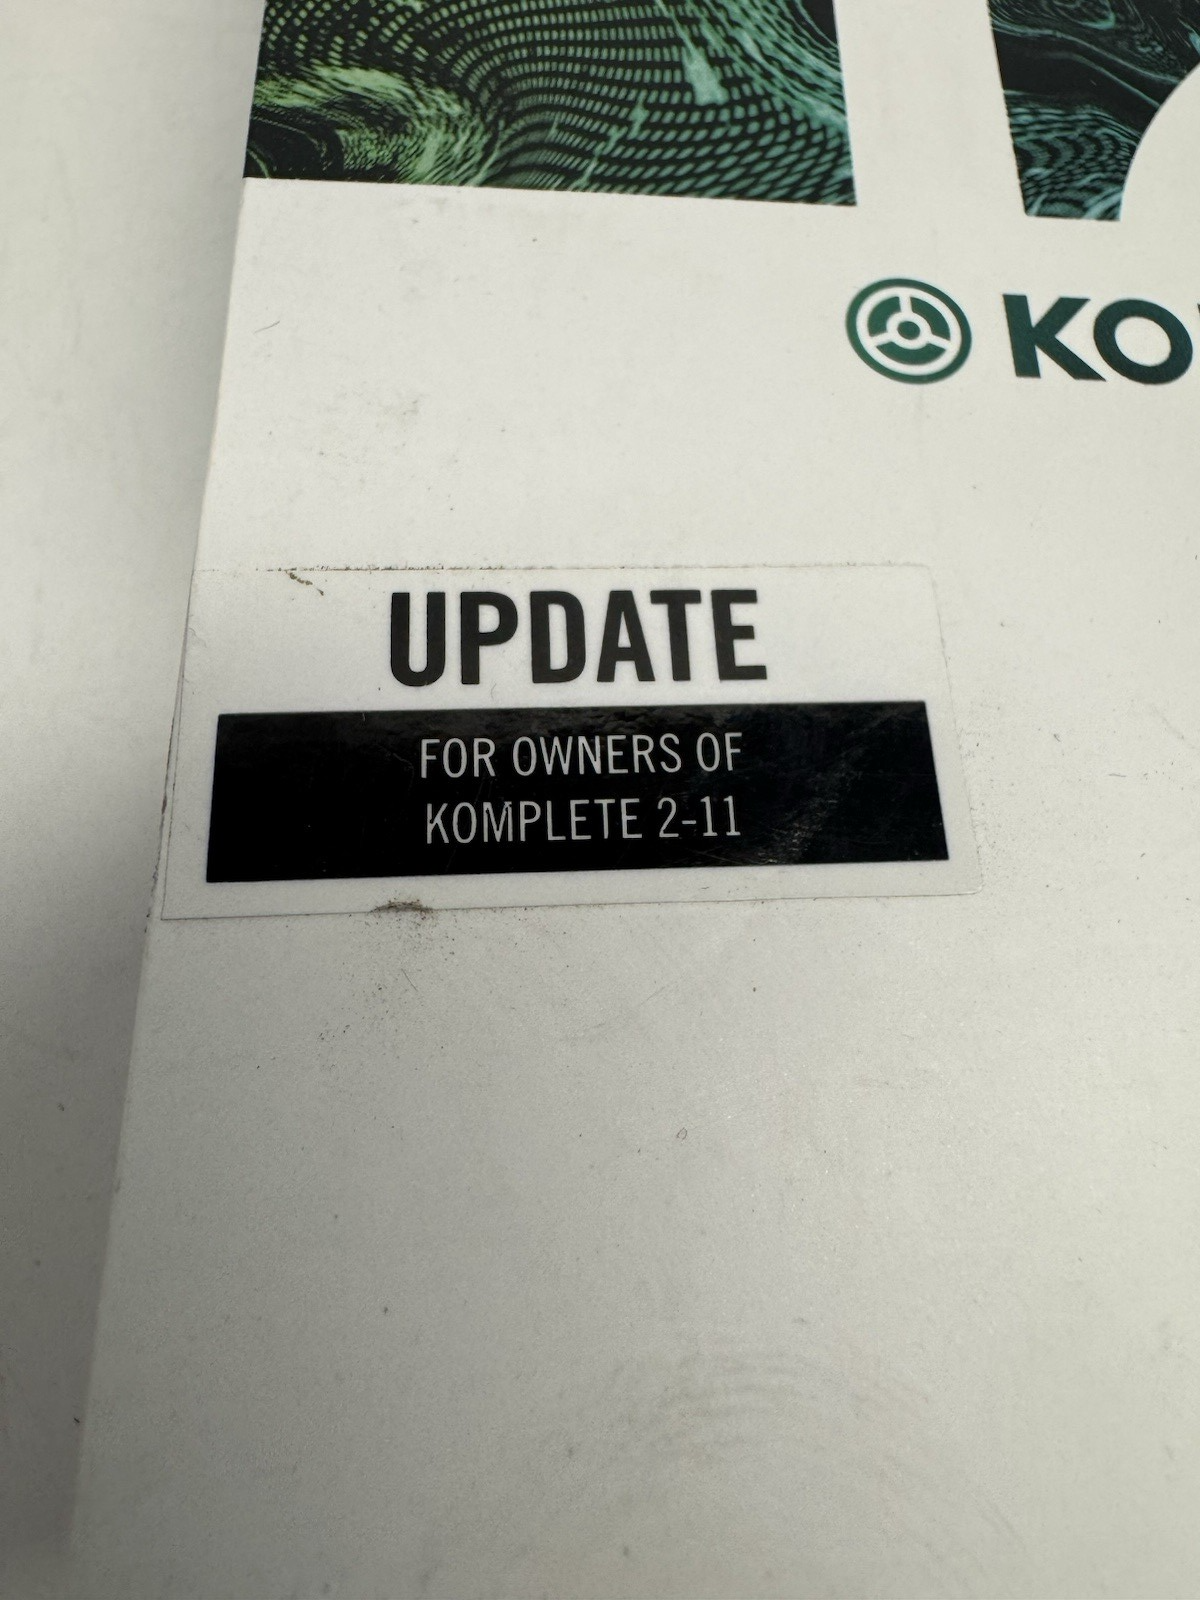 KO
UPDATE
FOR OWNERS OF
KOMPLETE 2-11